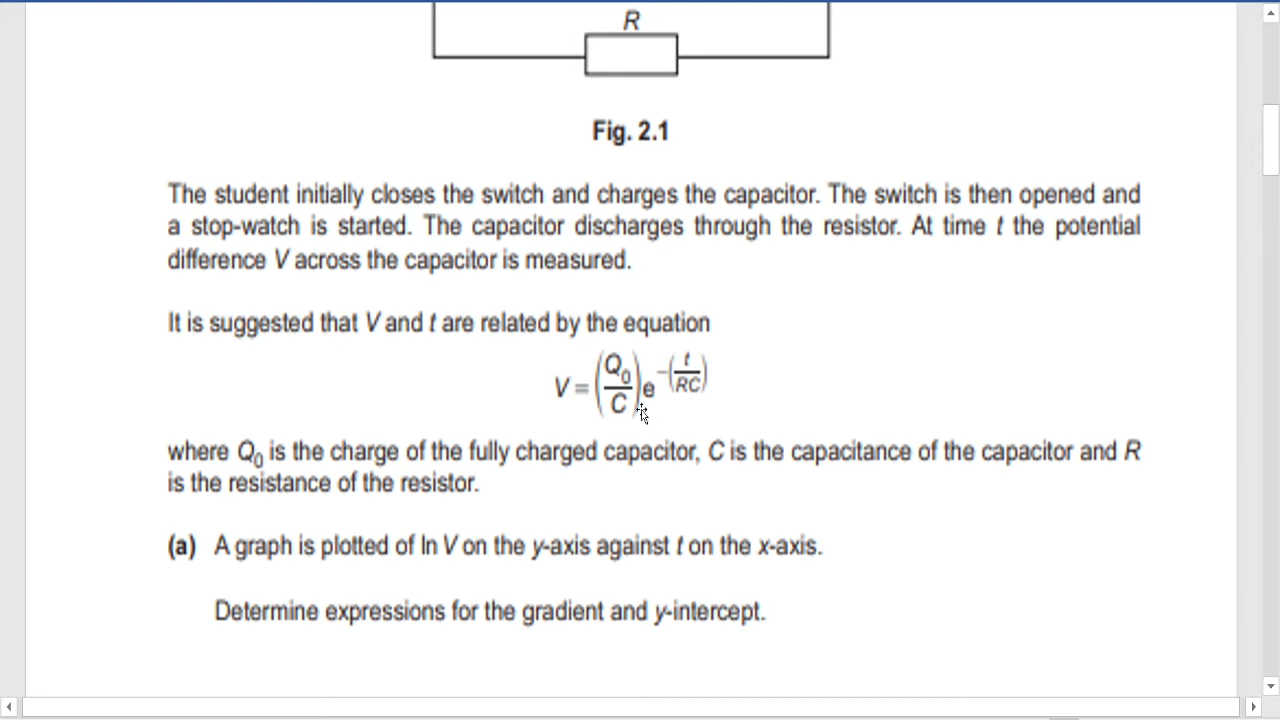 R
Fig. 2.1
The student initially closes the switch and charges the capacitor. The switch is then opened and
a stop-watch is started. The capacitor discharges through the resistor. At time t the potential
difference V across the capacitor is measured.
It is suggested that V and t are related by the equation
V = (Q₀/C) e^−(t/RC)
where Q₀ is the charge of the fully charged capacitor, C is the capacitance of the capacitor and R
is the resistance of the resistor.
(a) A graph is plotted of ln V on the y-axis against t on the x-axis.
Determine expressions for the gradient and y-intercept.